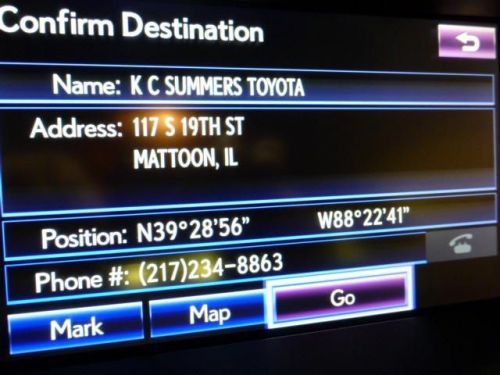 Confirm Destination
Name: K C SUMMERS TOYOTA
Address: 117 S 19TH ST
MATTOON, IL
Position: N39°28'56" W88°22'41"
Phone #: (217)234-8863
Mark Map Go